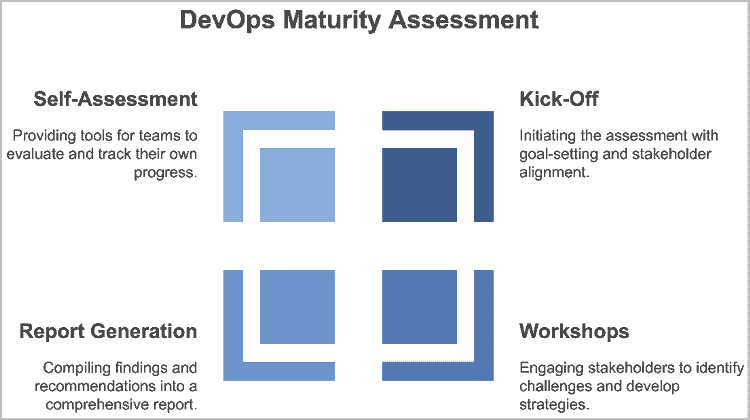 DevOps Maturity Assessment
Self-Assessment
Providing tools for teams to
evaluate and track their own
progress.
Kick-Off
Initiating the assessment with
goal-setting and stakeholder
alignment.
Report Generation
Compiling findings and
recommendations into a
comprehensive report.
Workshops
Engaging stakeholders to identify
challenges and develop
strategies.